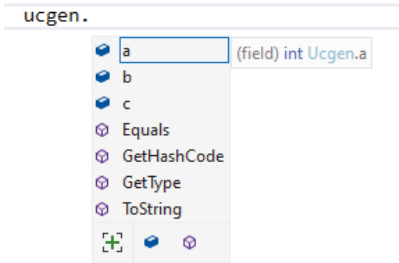 ucgen.
a (field) int Ucgen.a
b
c
Equals
GetHashCode
GetType
ToString